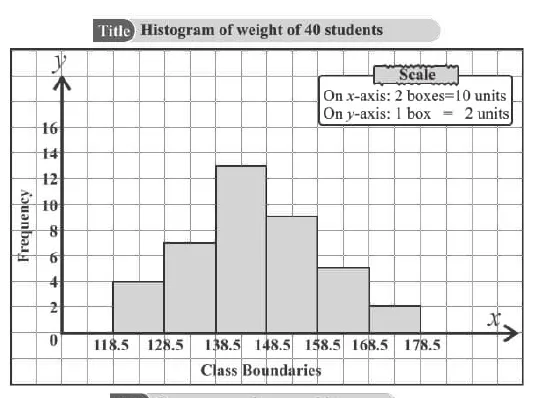 Title Histogram of weight of 40 students
y
Scale
On x-axis: 2 boxes=10 units
On y-axis: 1 box = 2 units
16
14
12
10
8
6
4
2
0
Frequency
x
118.5 128.5 138.5 148.5 158.5 168.5 178.5
Class Boundaries